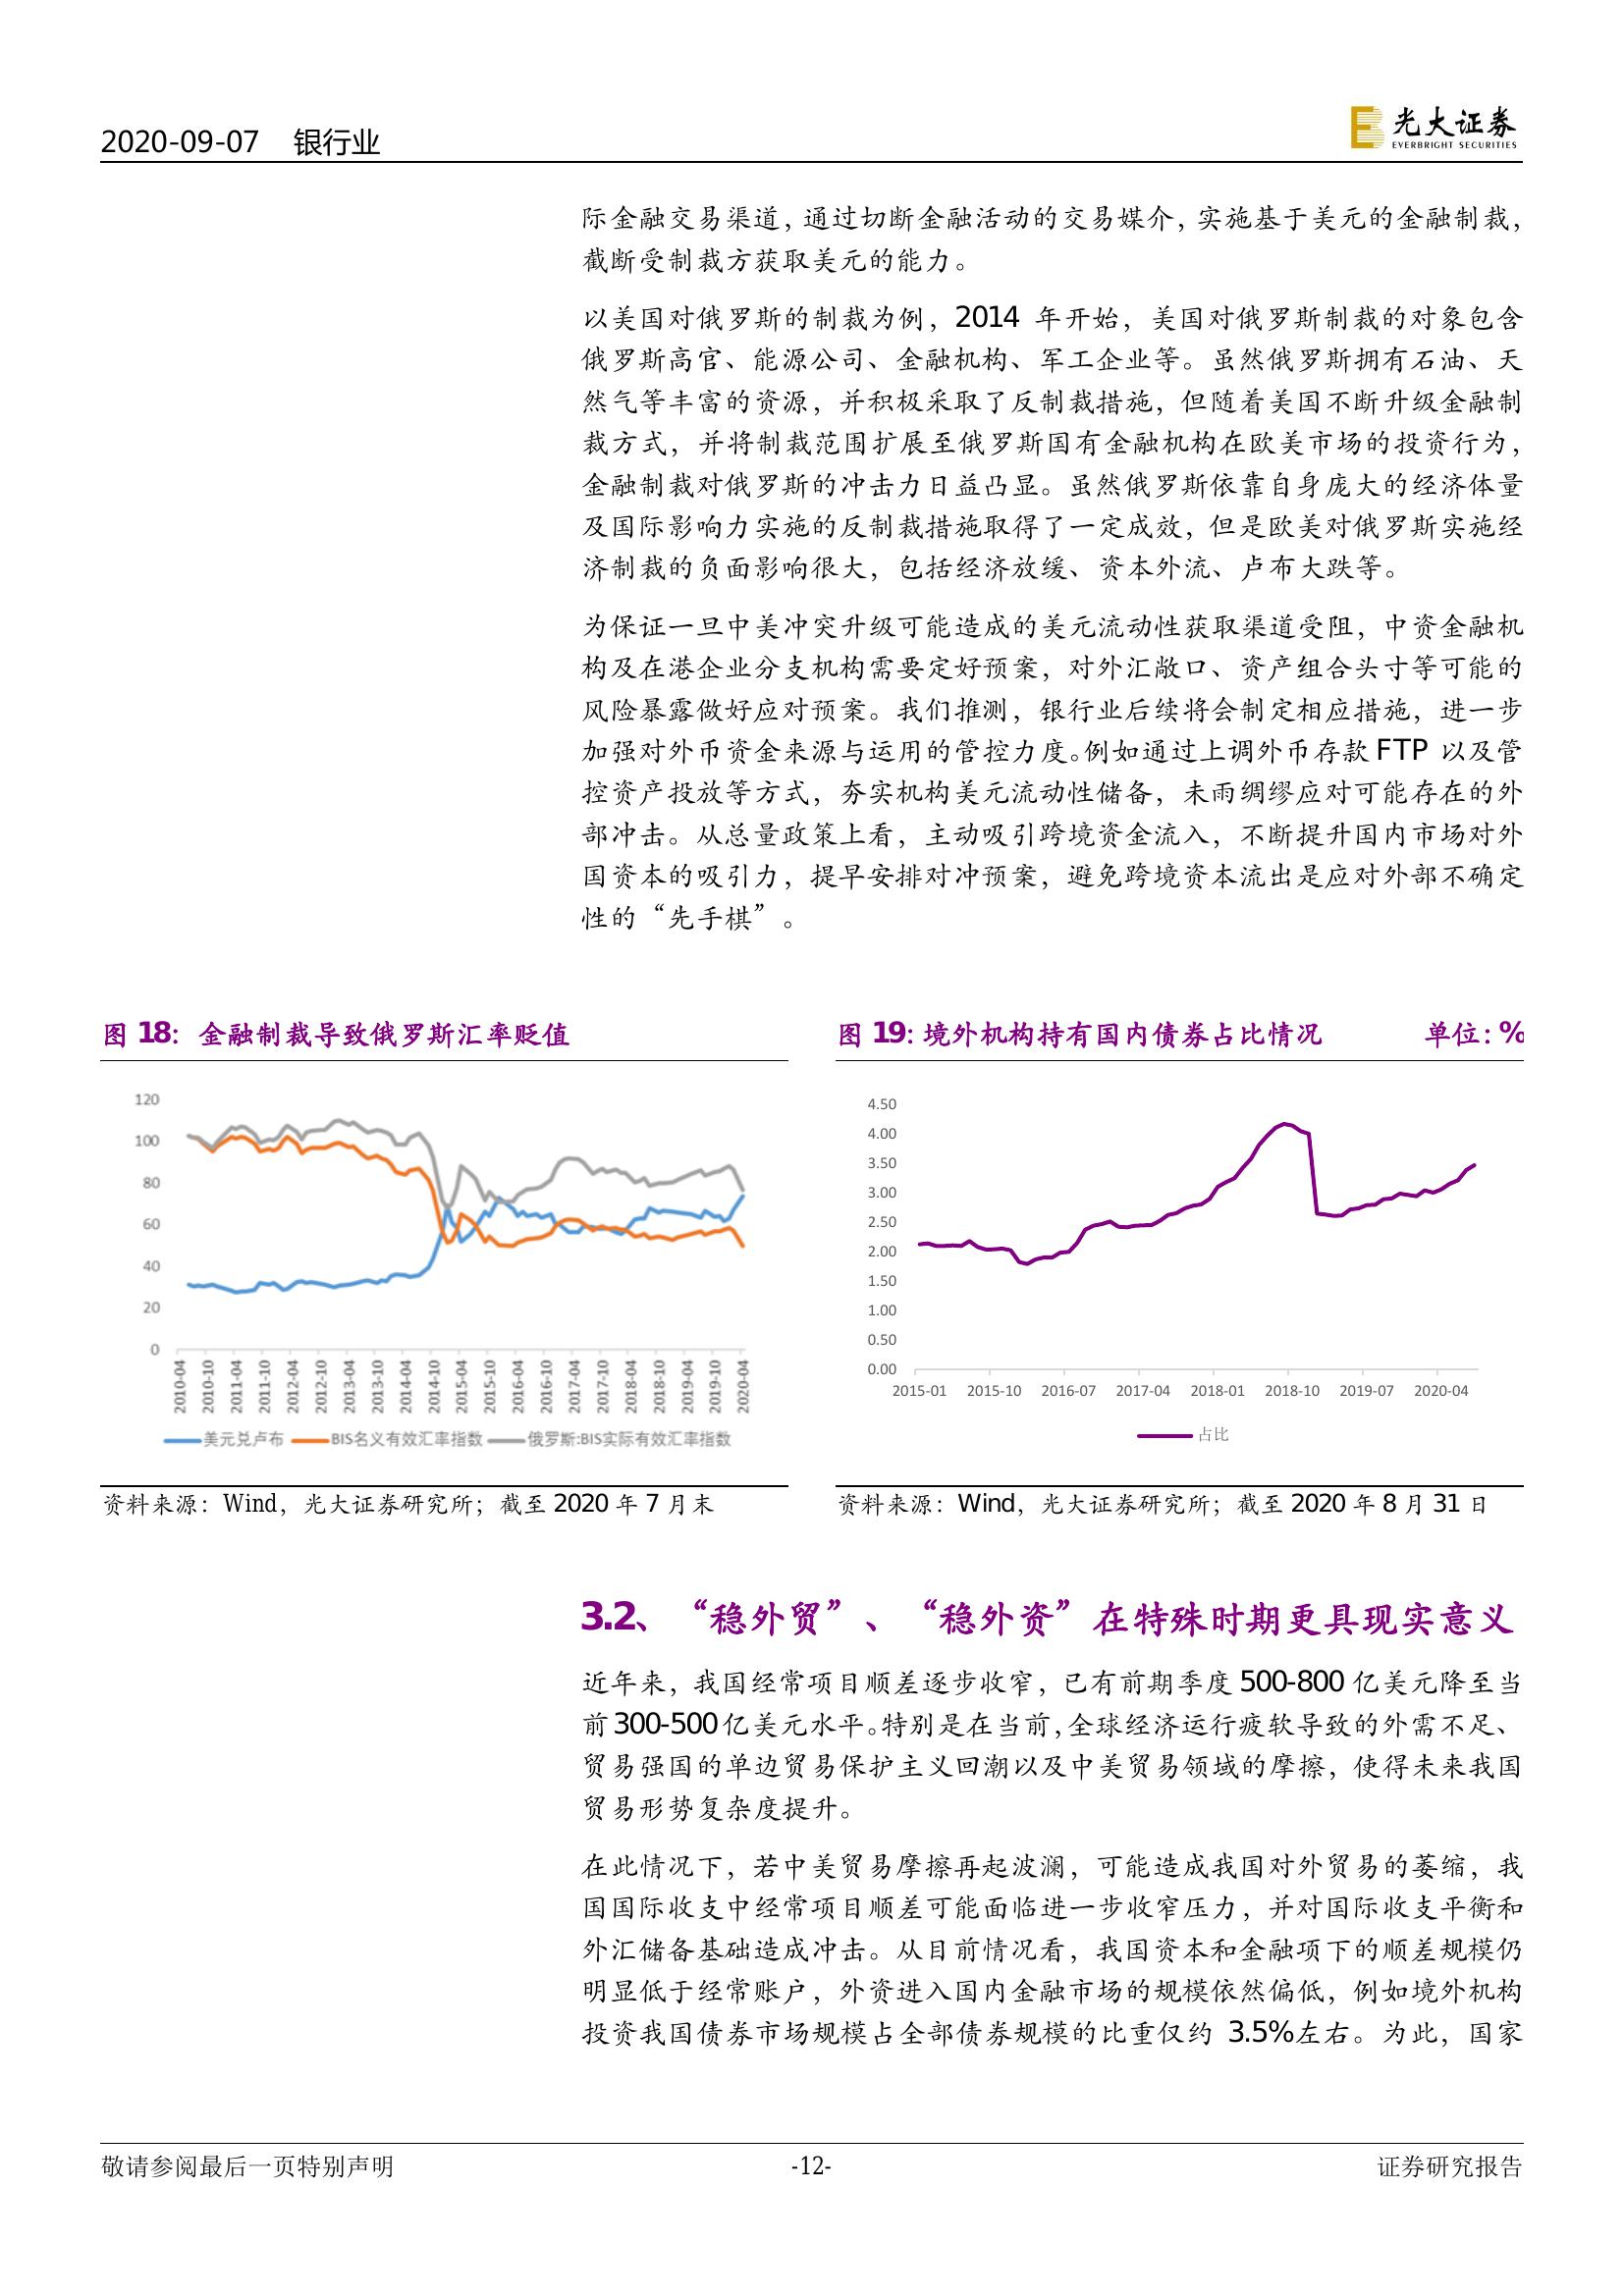 2020-09-07 银行业
光大证券
EVERBRIGHT SECURITIES
际金融交易渠道，通过切断金融活动的交易媒介，实施基于美元的金融制裁，
截断受制裁方获取美元的能力。
以美国对俄罗斯的制裁为例，2014 年开始，美国对俄罗斯制裁的对象包含
俄罗斯高官、能源公司、金融机构、军工企业等。虽然俄罗斯拥有石油、天
然气等丰富的资源，并积极采取了反制裁措施，但随着美国不断升级金融制
裁方式，并将制裁范围扩展至俄罗斯国有金融机构在欧美市场的投资行为，
金融制裁对俄罗斯的冲击力日益凸显。虽然俄罗斯依靠自身庞大的经济体量
及国际影响力实施的反制裁措施取得了一定成效，但是欧美对俄罗斯实施经
济制裁的负面影响很大，包括经济放缓、资本外流、卢布大跌等。
为保证一旦中美冲突升级可能造成的美元流动性获取渠道受阻，中资金融机
构及在港企业分支机构需要定好预案，对外汇敞口、资产组合头寸等可能的
风险暴露做好应对预案。我们推测，银行业后续将会制定相应措施，进一步
加强对外币资金来源与运用的管控力度。例如通过上调外币存款 FTP 以及管
控资产投放等方式，夯实机构美元流动性储备，未雨绸缪应对可能存在的外
部冲击。从总量政策上看，主动吸引跨境资金流入，不断提升国内市场对外
国资本的吸引力，提早安排对冲预案，避免跨境资本流出是应对外部不确定
性的“先手棋”。
图 18：金融制裁导致俄罗斯汇率贬值
120
100
80
60
40
20
0
2010-04 2010-10 2011-04 2011-10 2012-04 2012-10 2013-04 2013-10 2014-04 2014-10 2015-04 2015-10 2016-04 2016-10 2017-04 2017-10 2018-04 2018-10 2019-04 2019-10 2020-04
美元兑卢布 BIS名义有效汇率指数 俄罗斯:BIS实际有效汇率指数
资料来源：Wind，光大证券研究所；截至 2020 年 7 月末
图 19：境外机构持有国内债券占比情况 单位：%
4.50
4.00
3.50
3.00
2.50
2.00
1.50
1.00
0.50
0.00
2015-01 2015-10 2016-07 2017-04 2018-01 2018-10 2019-07 2020-04
占比
资料来源：Wind，光大证券研究所；截至 2020 年 8 月 31 日
3.2、“稳外贸”、“稳外资”在特殊时期更具现实意义
近年来，我国经常项目顺差逐步收窄，已有前期季度 500-800 亿美元降至当
前 300-500 亿美元水平。特别是在当前，全球经济运行疲软导致的外需不足、
贸易强国的单边贸易保护主义回潮以及中美贸易领域的摩擦，使得未来我国
贸易形势复杂度提升。
在此情况下，若中美贸易摩擦再起波澜，可能造成我国对外贸易的萎缩，我
国国际收支中经常项目顺差可能面临进一步收窄压力，并对国际收支平衡和
外汇储备基础造成冲击。从目前情况看，我国资本和金融项下的顺差规模仍
明显低于经常账户，外资进入国内金融市场的规模依然偏低，例如境外机构
投资我国债券市场规模占全部债券规模的比重仅约 3.5%左右。为此，国家
敬请参阅最后一页特别声明 -12- 证券研究报告